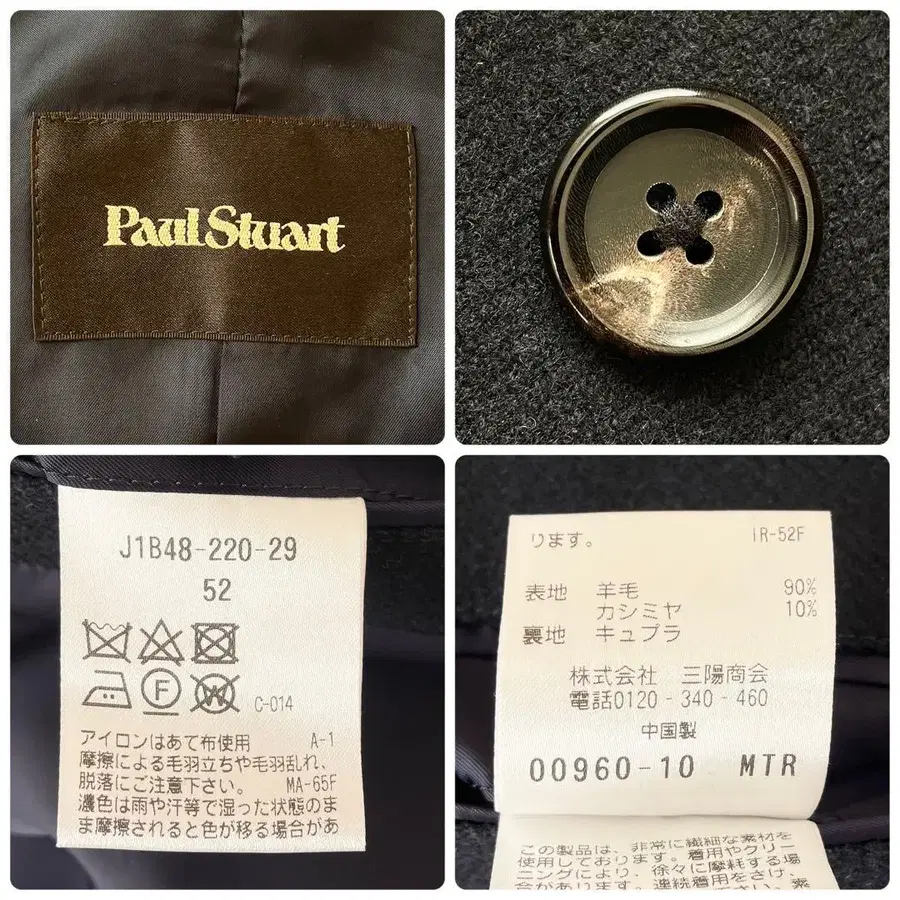 Paul Stuart
J1B48-220-29
52
F
W
C-014
アイロンはあて布使用 A-1
摩擦による毛羽立ちや毛羽乱れ、
脱落にご注意下さい。 MA-65F
濃色は雨や汗等で湿った状態のま
ま摩擦されると色が移る場合があ
ります。 IR-52F
表地 羊毛 90%
カシミヤ 10%
裏地 キュプラ
株式会社 三陽商会
電話0120-340-460
中国製
00960-10 MTR
この製品は、非常に繊細な素材を
使用しております。着用やクリー
ニングにより、徐々に摩耗する場
合があります。連続着用をさけ、